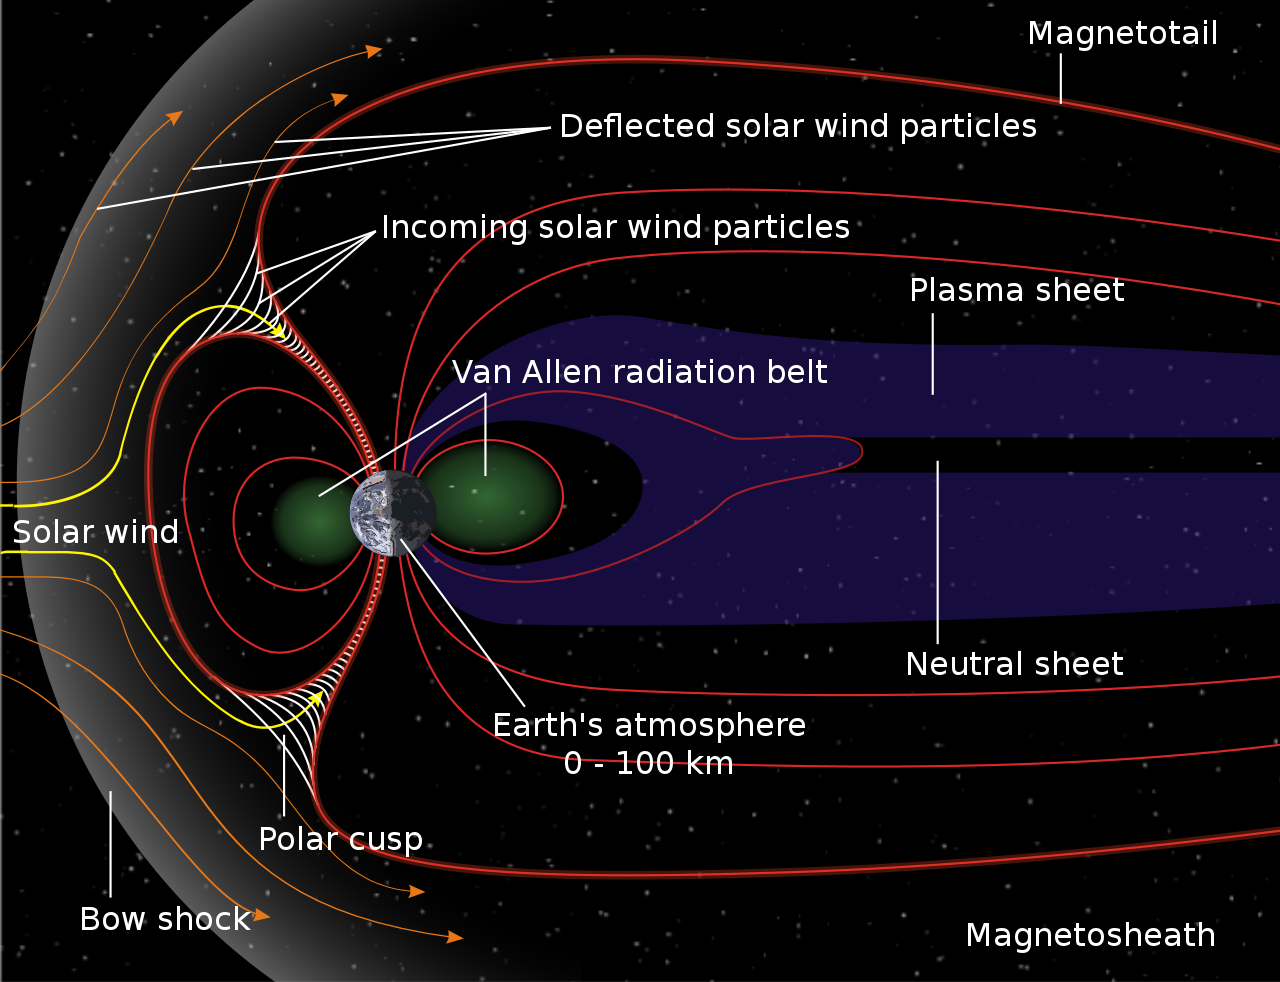 Magnetotail
Deflected solar wind particles
Incoming solar wind particles
Plasma sheet
Van Allen radiation belt
Solar wind
Neutral sheet
Earth's atmosphere
0 - 100 km
Polar cusp
Bow shock
Magnetosheath